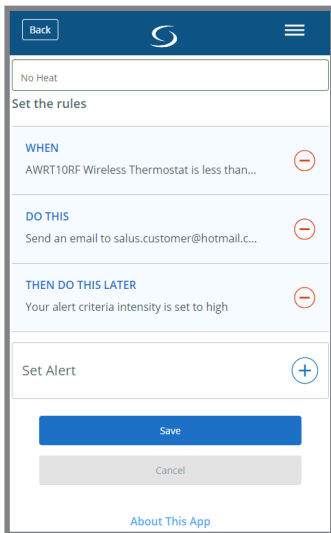 Back
No Heat
Set the rules
WHEN
AWRT10RF Wireless Thermostat is less than...
DO THIS
Send an email to salus.customer@hotmail.c...
THEN DO THIS LATER
Your alert criteria intensity is set to high
Set Alert
Save
Cancel
About This App